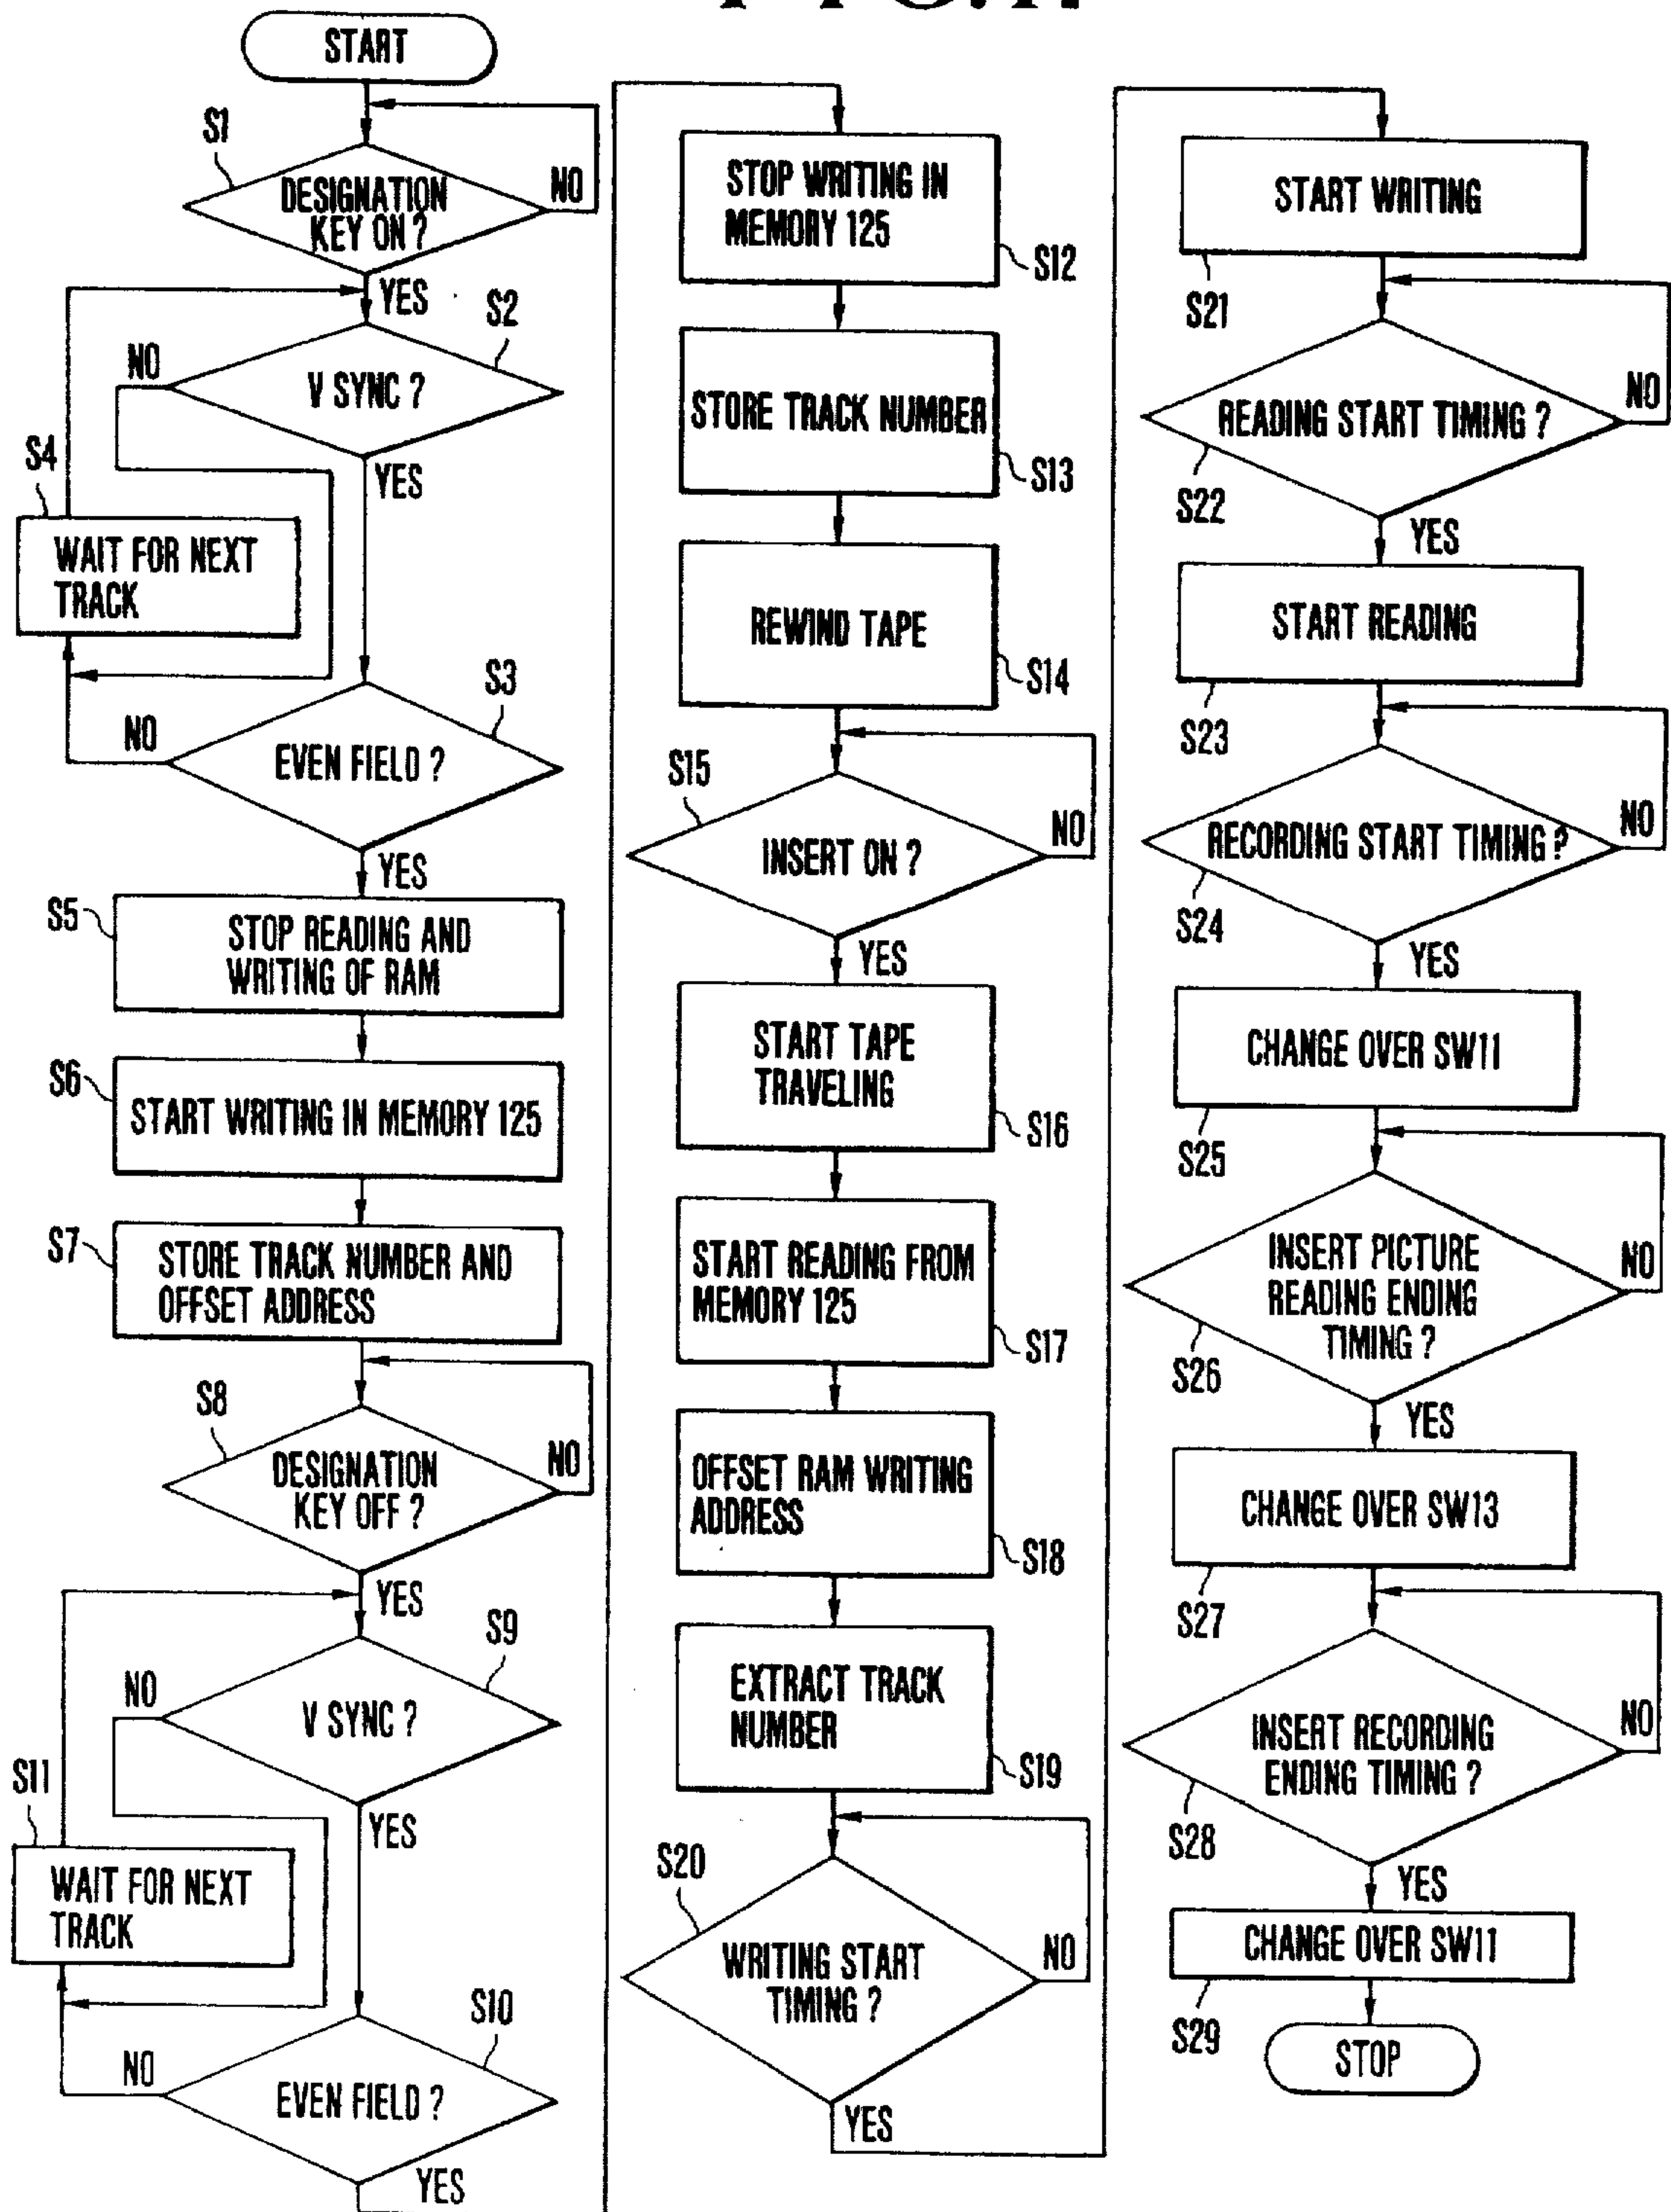 START
S1
DESIGNATION
KEY ON ?
NO
YES
S2
V SYNC ?
NO
YES
S4
WAIT FOR NEXT
TRACK
S3
EVEN FIELD ?
NO
YES
S5
STOP READING AND
WRITING OF RAM
S6
START WRITING IN MEMORY 125
S7
STORE TRACK NUMBER AND
OFFSET ADDRESS
S8
DESIGNATION
KEY OFF ?
NO
YES
S9
V SYNC ?
NO
YES
S11
WAIT FOR NEXT
TRACK
S10
EVEN FIELD ?
NO
YES
STOP WRITING IN
MEMORY 125
S12
STORE TRACK NUMBER
S13
REWIND TAPE
S14
S15
INSERT ON ?
NO
YES
START TAPE
TRAVELING
S16
START READING FROM
MEMORY 125
S17
OFFSET RAM WRITING
ADDRESS
S18
EXTRACT TRACK
NUMBER
S19
S20
WRITING START
TIMING ?
NO
YES
START WRITING
S21
READING START TIMING ?
NO
S22
YES
START READING
S23
RECORDING START TIMING ?
NO
S24
YES
CHANGE OVER SW11
S25
INSERT PICTURE
READING ENDING
TIMING ?
NO
S26
YES
CHANGE OVER SW13
S27
INSERT RECORDING
ENDING TIMING ?
NO
S28
YES
CHANGE OVER SW11
S29
STOP